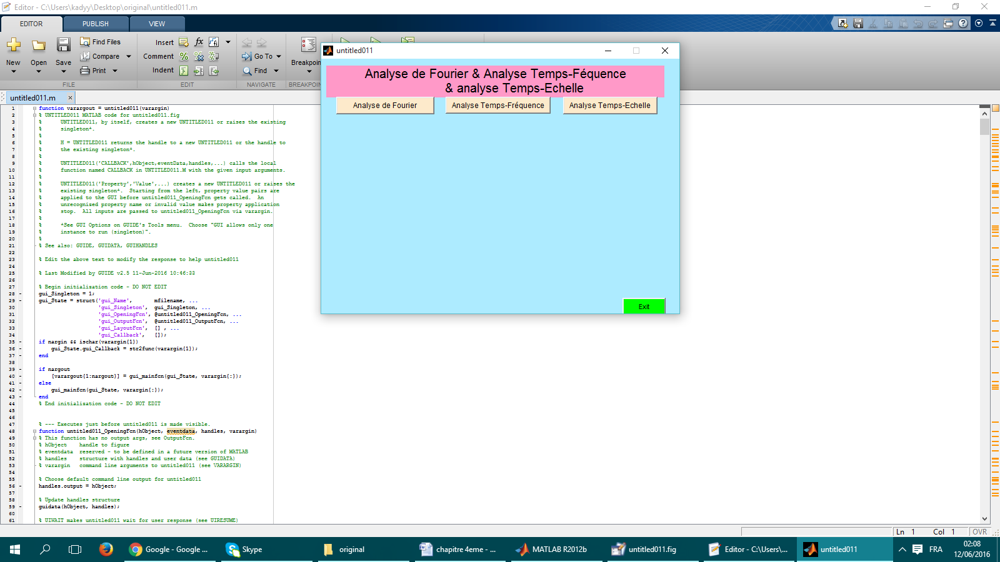 Editor - C:\Users\kadyy\Desktop\original\untitled011.m
EDITOR PUBLISH VIEW
New Open Save
Find Files
Compare
Print
FILE
Insert fx
Comment
Indent
EDIT
Go To
Find
NAVIGATE
Breakpoin
BREAKPOIN
untitled011.m ×
1 function varargout = untitled011(varargin)
2 % UNTITLED011 MATLAB code for untitled011.fig
3 % UNTITLED011, by itself, creates a new UNTITLED011 or raises the existing
4 % singleton*.
5 %
6 % H = UNTITLED011 returns the handle to a new UNTITLED011 or the handle to
7 % the existing singleton*.
8 %
9 % UNTITLED011('CALLBACK',hObject,eventData,handles,...) calls the local
10 % function named CALLBACK in UNTITLED011.M with the given input arguments.
11 %
12 % UNTITLED011('Property','Value',...) creates a new UNTITLED011 or raises the
13 % existing singleton*.  Starting from the left, property value pairs are
14 % applied to the GUI before untitled011_OpeningFcn gets called.  An
15 % unrecognized property name or invalid value makes property application
16 % stop.  All inputs are passed to untitled011_OpeningFcn via varargin.
17 %
18 % *See GUI Options on GUIDE's Tools menu.  Choose "GUI allows only one
19 % instance to run (singleton)".
20 %
21 % See also: GUIDE, GUIDATA, GUIHANDLES
22
23 % Edit the above text to modify the response to help untitled011
24
25 % Last Modified by GUIDE v2.5 11-Jun-2016 10:46:33
26
27 % Begin initialization code - DO NOT EDIT
28 - gui_Singleton = 1;
29 - gui_State = struct('gui_Name', mfilename, ...
30 'gui_Singleton', gui_Singleton, ...
31 'gui_OpeningFcn', @untitled011_OpeningFcn, ...
32 'gui_OutputFcn', @untitled011_OutputFcn, ...
33 'gui_LayoutFcn', [] , ...
34 'gui_Callback', []);
35 - if nargin && ischar(varargin{1})
36 - gui_State.gui_Callback = str2func(varargin{1});
37 - end
38
39 - if nargout
40 - [varargout{1:nargout}] = gui_mainfcn(gui_State, varargin{:});
41 - else
42 - gui_mainfcn(gui_State, varargin{:});
43 - end
44 % End initialization code - DO NOT EDIT
45
46
47 % --- Executes just before untitled011 is made visible.
48 function untitled011_OpeningFcn(hObject, eventdata, handles, varargin)
49 % This function has no output args, see OutputFcn.
50 % hObject handle to figure
51 % eventdata reserved - to be defined in a future version of MATLAB
52 % handles structure with handles and user data (see GUIDATA)
53 % varargin command line arguments to untitled011 (see VARARGIN)
54
55 % Choose default command line output for untitled011
56 - handles.output = hObject;
57
58 % Update handles structure
59 - guidata(hObject, handles);
60
61 % UIWAIT makes untitled011 wait for user response (see UIRESUME)
untitled011
Analyse de Fourier & Analyse Temps-Féquence
& analyse Temps-Echelle
Analyse de Fourier Analyse Temps-Fréquence Analyse Temps-Echelle
Exit
Ln 1 Col 1 OVR
Google - Google ... Skype original chapitre 4eme - ... MATLAB R2012b untitled011.fig Editor - C:\Users\... untitled011 FRA
02:08
12/06/2016